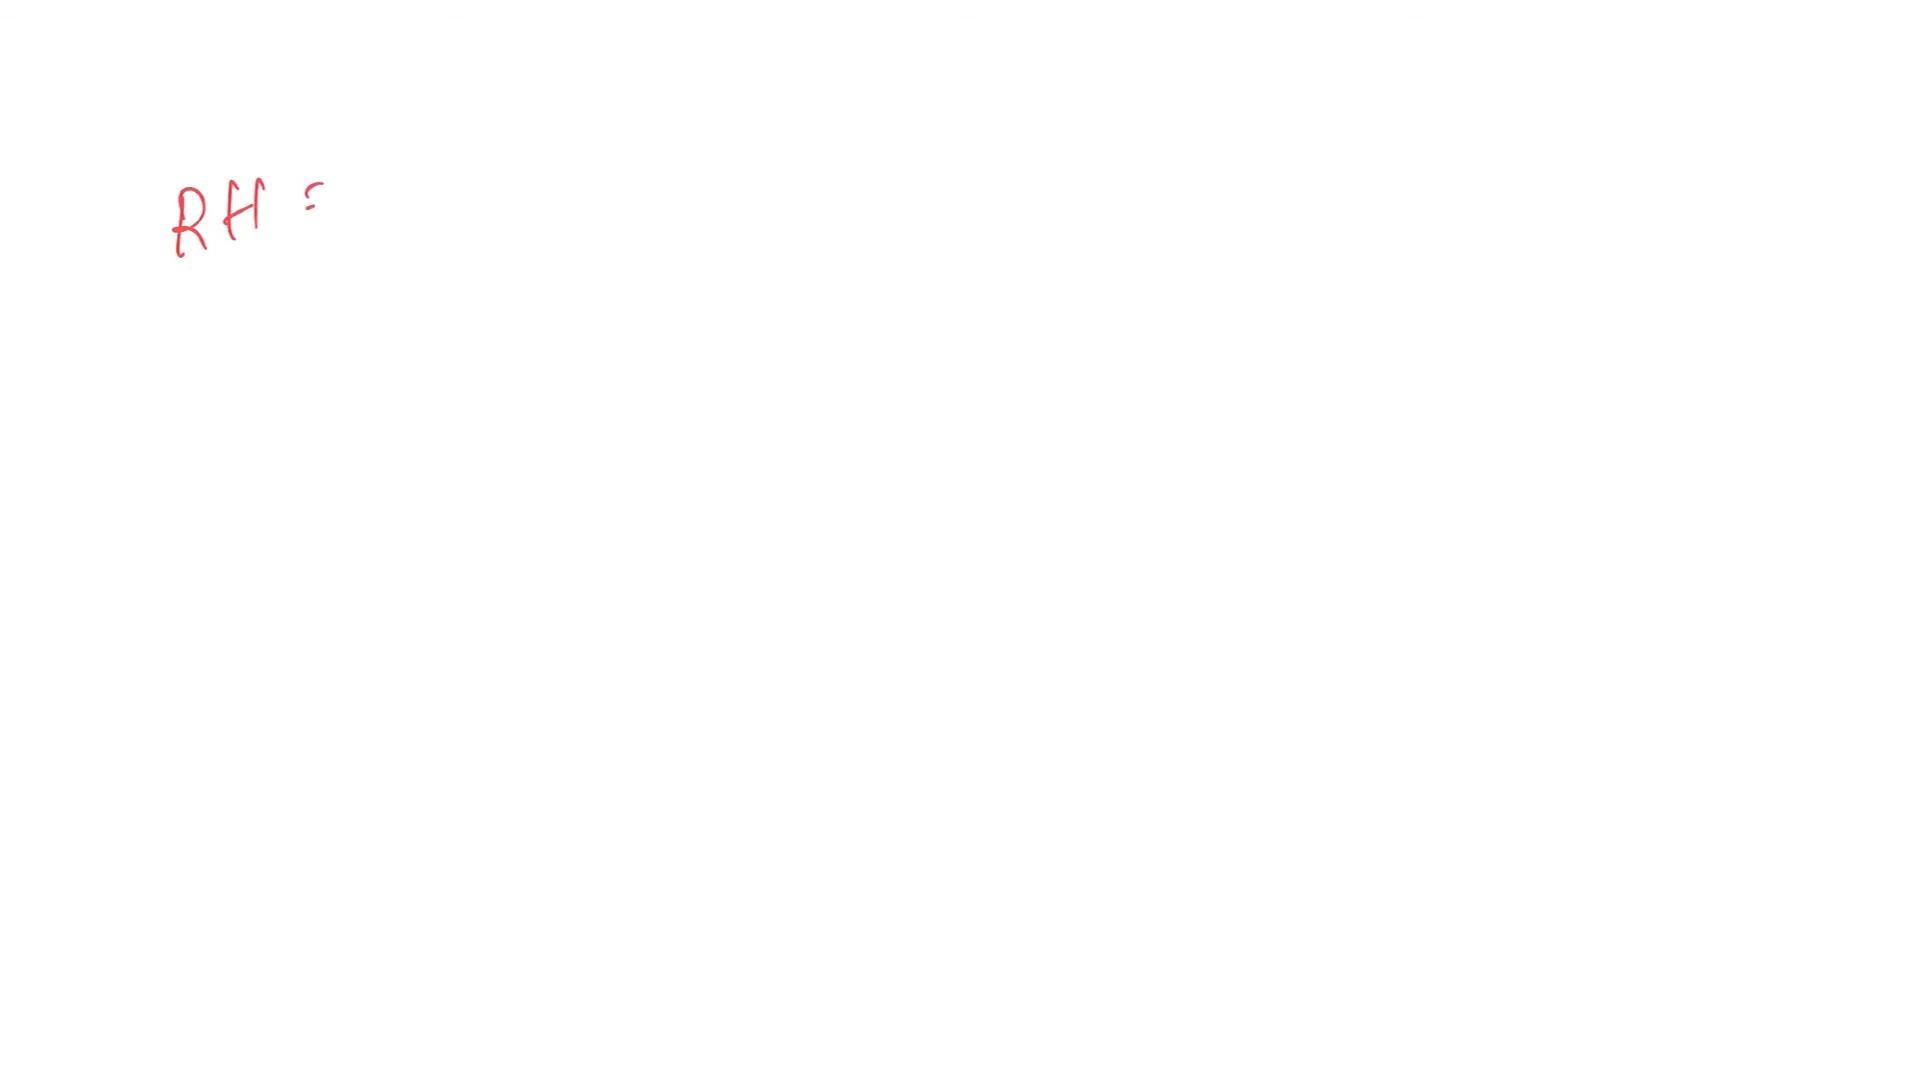 RH =